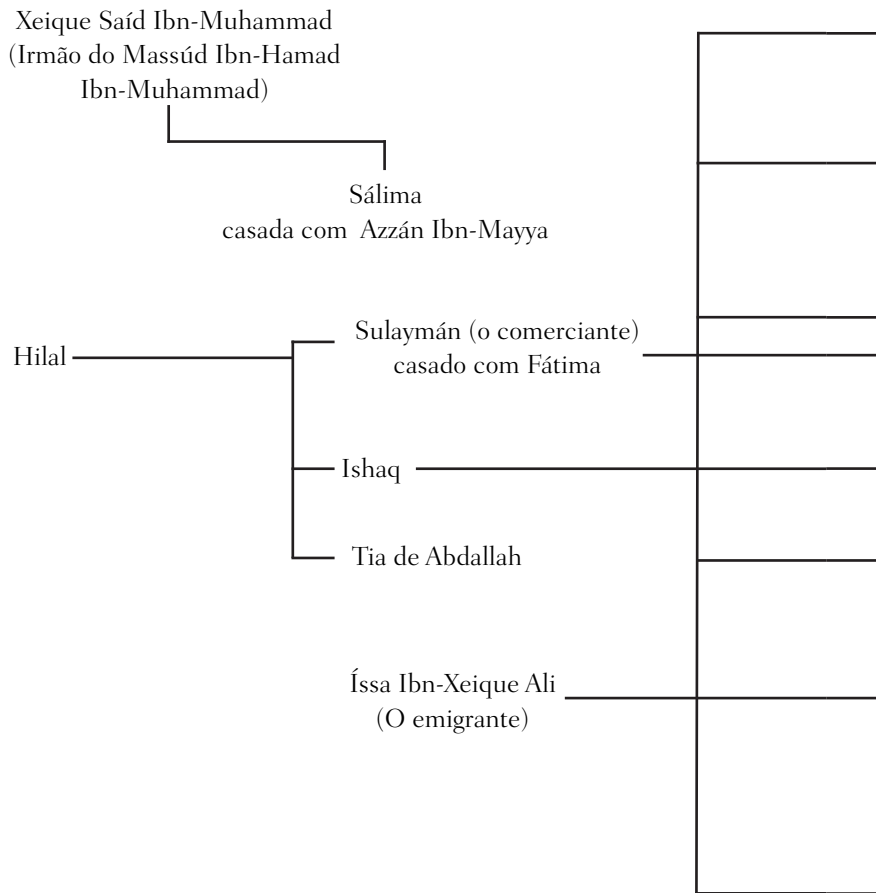 Xeique Saíd Ibn-Muhammad
(Irmão do Massúd Ibn-Hamad
Ibn-Muhammad)
Sálima
casada com Azzán Ibn-Mayya
Sulaymán (o comerciante)
casado com Fátima
Hilal
Ishaq
Tia de Abdallah
Íssa Ibn-Xeique Ali
(O emigrante)